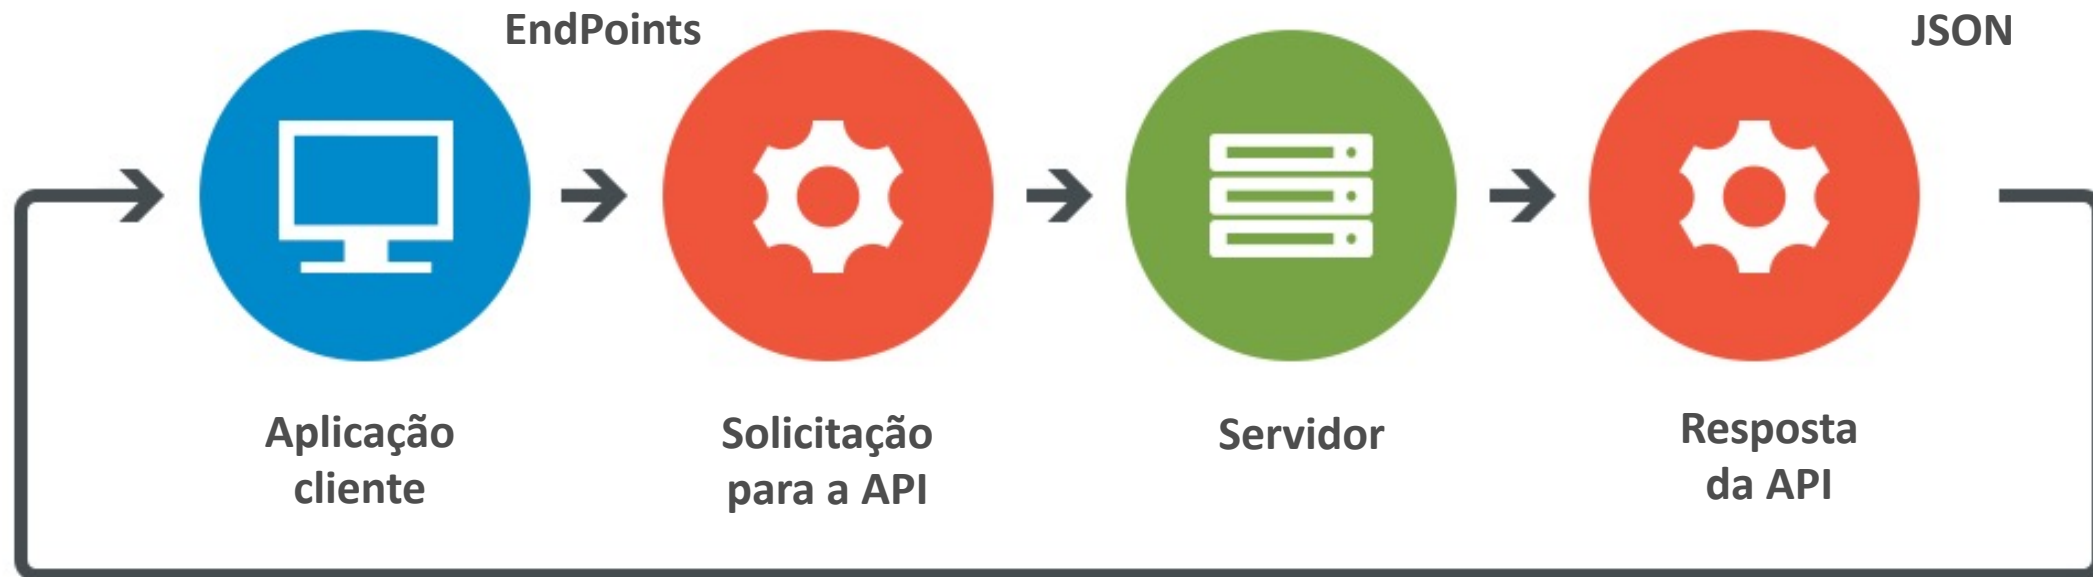 EndPoints
JSON
Aplicação
cliente
Solicitação
para a API
Servidor
Resposta
da API